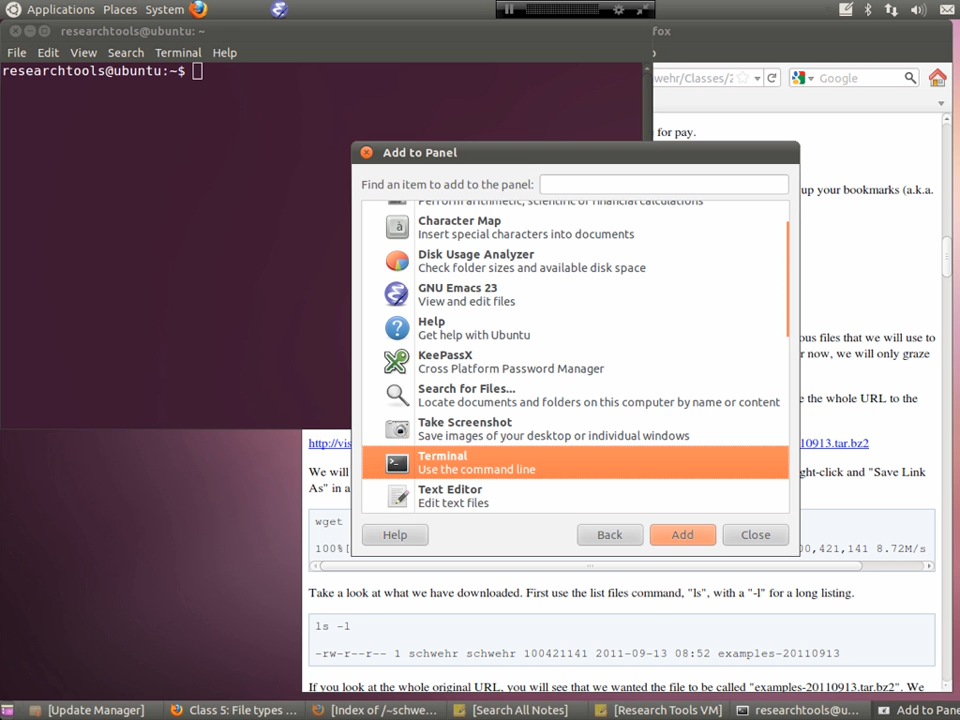 Applications Places System
researchtools@ubuntu: ~
fox
File Edit View Search Terminal Help
researchtools@ubuntu:~$
wehr/Classes/2
Google
for pay.
Add to Panel
Find an item to add to the panel:
up your bookmarks (a.k.a.
Perform arithmetic, scientific or financial calculations
Character Map
Insert special characters into documents
Disk Usage Analyzer
Check folder sizes and available disk space
GNU Emacs 23
View and edit files
Help
Get help with Ubuntu
ous files that we will use to
r now, we will only graze
KeePassX
Cross Platform Password Manager
Search for Files...
Locate documents and folders on this computer by name or content
e the whole URL to the
Take Screenshot
Save images of your desktop or individual windows
http://vis
10913.tar.bz2
Terminal
Use the command line
We will
ght-click and "Save Link
As" in a
Text Editor
Edit text files
wget
Help Back Add Close
100%[
00,421,141 8.72M/s
Take a look at what we have downloaded. First use the list files command, "ls", with a "-l" for a long listing.
ls -l
-rw-r--r-- 1 schwehr schwehr 100421141 2011-09-13 08:52 examples-20110913
If you look at the whole original URL, you will see that we wanted the file to be called "examples-20110913.tar.bz2". We
[Update Manager] Class 5: File types ... [Index of /~schwe... [Search All Notes] [Research Tools VM] researchtools@u... Add to Pane